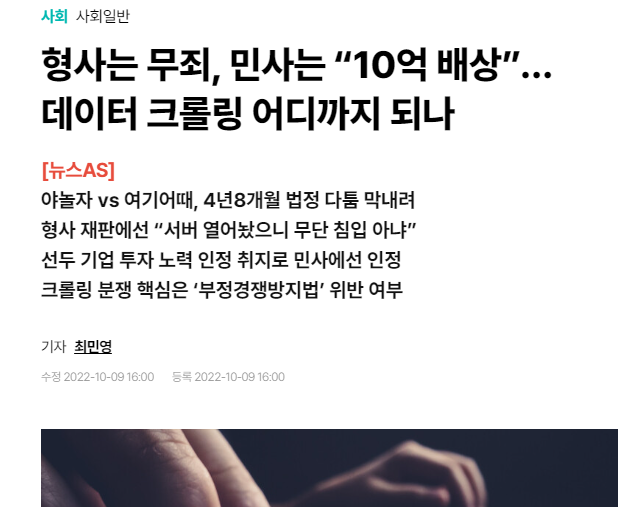 사회 사회일반
형사는 무죄, 민사는 “10억 배상”…
데이터 크롤링 어디까지 되나
[뉴스AS]
야놀자 vs 여기어때, 4년8개월 법정 다툼 막내려
형사 재판에선 “서버 열어놨으니 무단 침입 아냐”
선두 기업 투자 노력 인정 취지로 민사에선 인정
크롤링 분쟁 핵심은 ‘부정경쟁방지법’ 위반 여부
기자 최민영
수정 2022-10-09 16:00 등록 2022-10-09 16:00